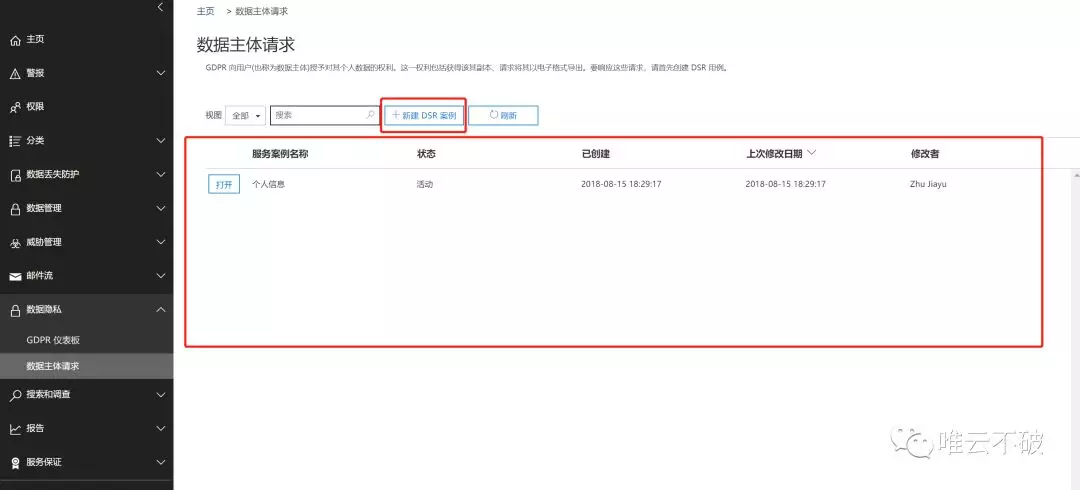 主页 > 数据主体请求
主页
警报
权限
分类
数据丢失防护
数据管理
威胁管理
邮件流
数据隐私
GDPR 仪表板
数据主体请求
搜索和调查
报告
服务保证
数据主体请求
GDPR 向用户(也称为数据主体)授予对其个人数据的权利。这一权利包括获得该其副本、请求将其以电子格式导出。要响应这些请求，请首先创建 DSR 用例。
视图 全部 搜索 + 新建 DSR 案例 刷新
服务案例名称 状态 已创建 上次修改日期 修改者
打开 个人信息 活动 2018-08-15 18:29:17 2018-08-15 18:29:17 Zhu Jiayu
唯云不破